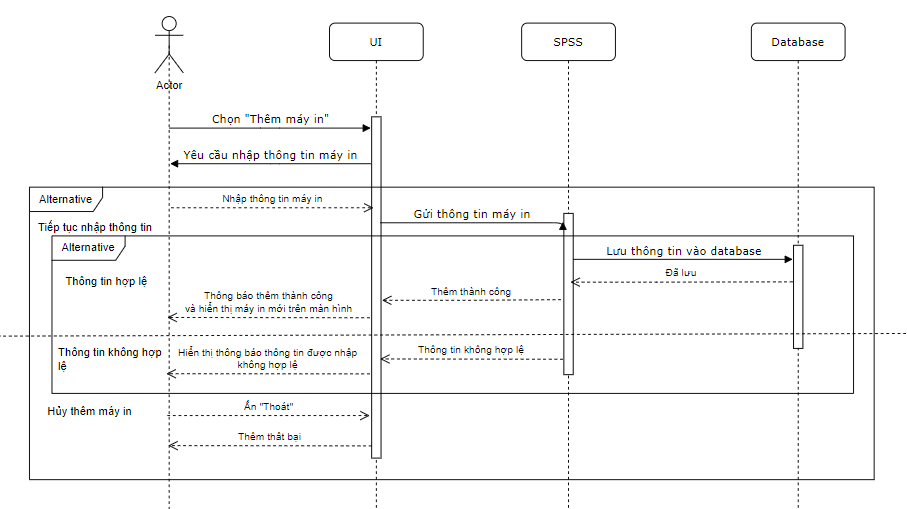 UI
SPSS
Database
Actor
Chọn "Thêm máy in"
Yêu cầu nhập thông tin máy in
Alternative
Nhập thông tin máy in
Gửi thông tin máy in
Tiếp tục nhập thông tin
Alternative
Lưu thông tin vào database
Đã lưu
Thông tin hợp lệ
Thêm thành công
Thông báo thêm thành công
và hiển thị máy in mới trên màn hình
Thông tin không hợp
lệ
Hiển thị thông báo thông tin được nhập
không hợp lệ
Thông tin không hợp lệ
Hủy thêm máy in
Ấn "Thoát"
Thêm thất bại